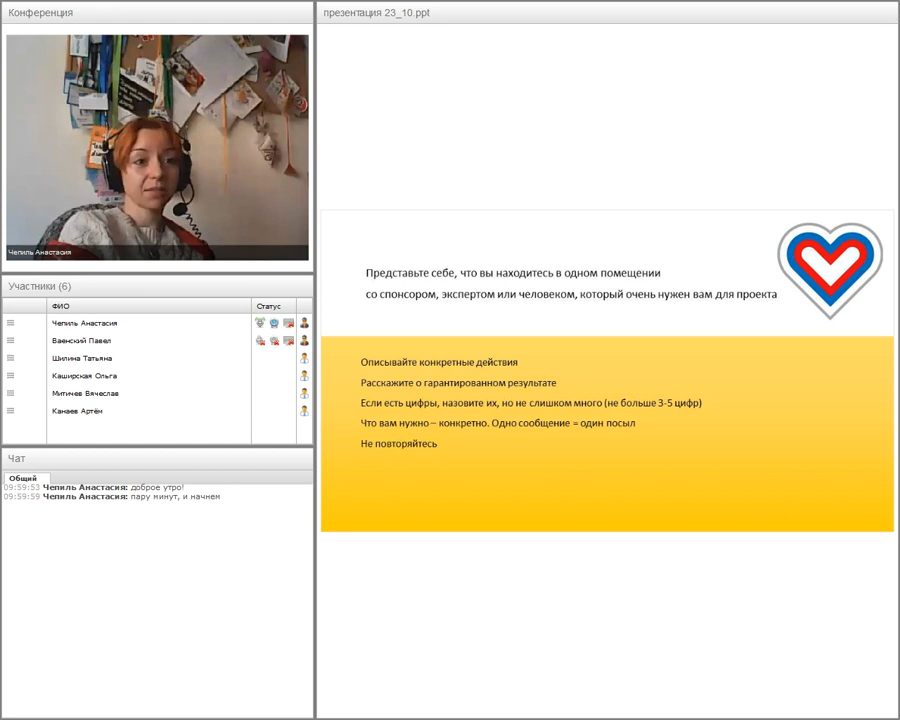 Конференция
Чепиль Анастасия
Участники (6)
ФИО Статус
Чепиль Анастасия
Ваенский Павел
Шилина Татьяна
Каширская Ольга
Митичев Вячеслав
Канаев Артём
Чат
Общий
09:59:53 Чепиль Анастасия: доброе утро!
09:59:59 Чепиль Анастасия: пару минут, и начнем
презентация 23_10.ppt
Представьте себе, что вы находитесь в одном помещении
со спонсором, экспертом или человеком, который очень нужен вам для проекта
Описывайте конкретные действия
Расскажите о гарантированном результате
Если есть цифры, назовите их, но не слишком много (не больше 3-5 цифр)
Что вам нужно – конкретно. Одно сообщение = один посыл
Не повторяйтесь